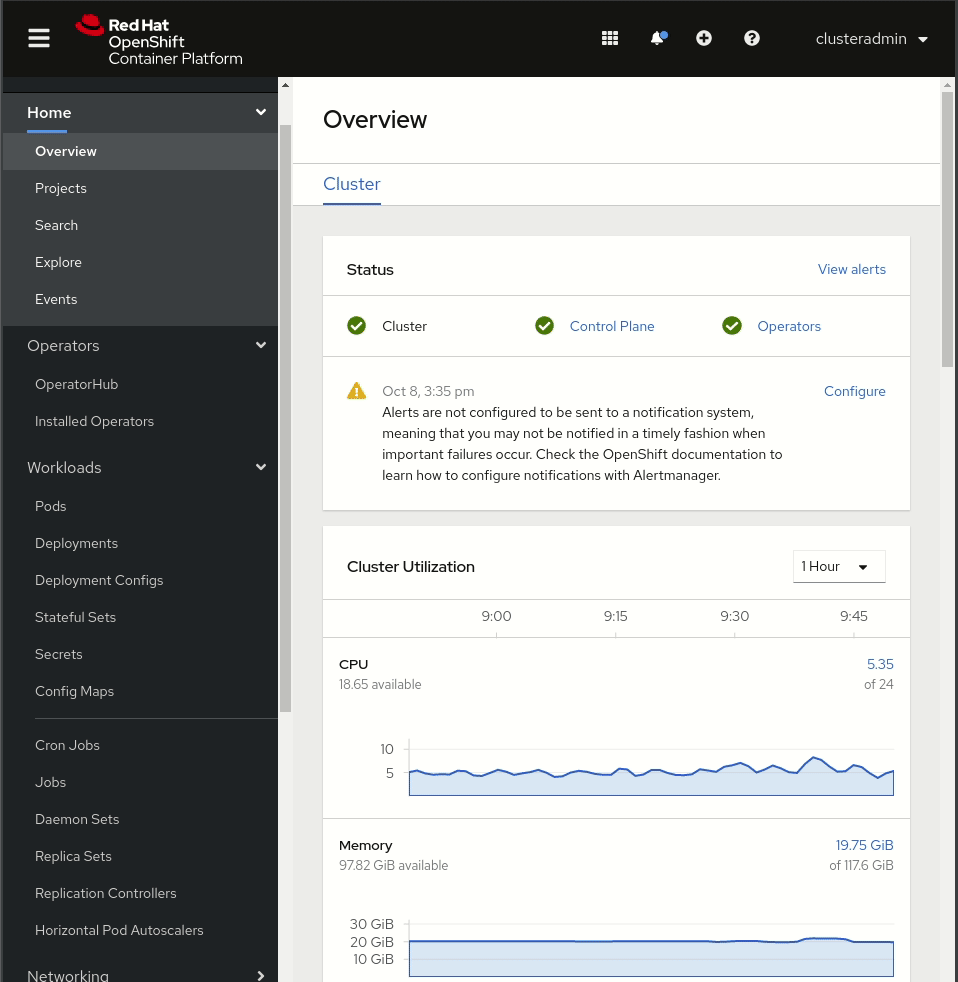 Red Hat
OpenShift
Container Platform
clusteradmin
Home
Overview
Projects
Search
Explore
Events
Operators
OperatorHub
Installed Operators
Workloads
Pods
Deployments
Deployment Configs
Stateful Sets
Secrets
Config Maps
Cron Jobs
Jobs
Daemon Sets
Replica Sets
Replication Controllers
Horizontal Pod Autoscalers
Networking
Overview
Cluster
Status
View alerts
Cluster
Control Plane
Operators
Oct 8, 3:35 pm
Configure
Alerts are not configured to be sent to a notification system,
meaning that you may not be notified in a timely fashion when
important failures occur. Check the OpenShift documentation to
learn how to configure notifications with Alertmanager.
Cluster Utilization
1 Hour
9:00 9:15 9:30 9:45
CPU
5.35
18.65 available
of 24
10
5
Memory
19.75 GiB
97.82 GiB available
of 117.6 GiB
30 GiB
20 GiB
10 GiB